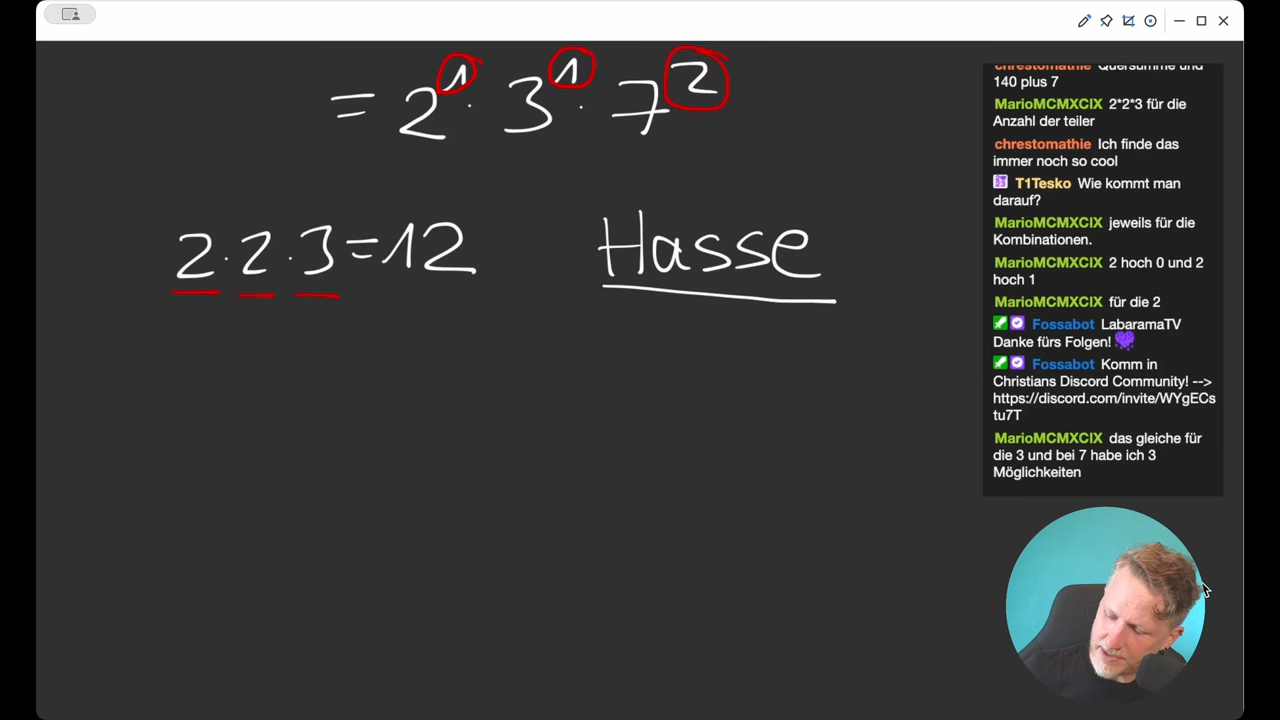 = 2^1 · 3^1 · 7^2
2 · 2 · 3 = 12
Hasse
140 plus 7
MarioMCMXCIX 2*2*3 für die
Anzahl der teiler
chrestomathie Ich finde das
immer noch so cool
T1Tesko Wie kommt man
darauf?
MarioMCMXCIX jeweils für die
Kombinationen.
MarioMCMXCIX 2 hoch 0 und 2
hoch 1
MarioMCMXCIX für die 2
Fossabot LabaramaTV
Danke fürs Folgen!
Fossabot Komm in
Christians Discord Community! -->
https://discord.com/invite/WYgECs
tu7T
MarioMCMXCIX das gleiche für
die 3 und bei 7 habe ich 3
Möglichkeiten